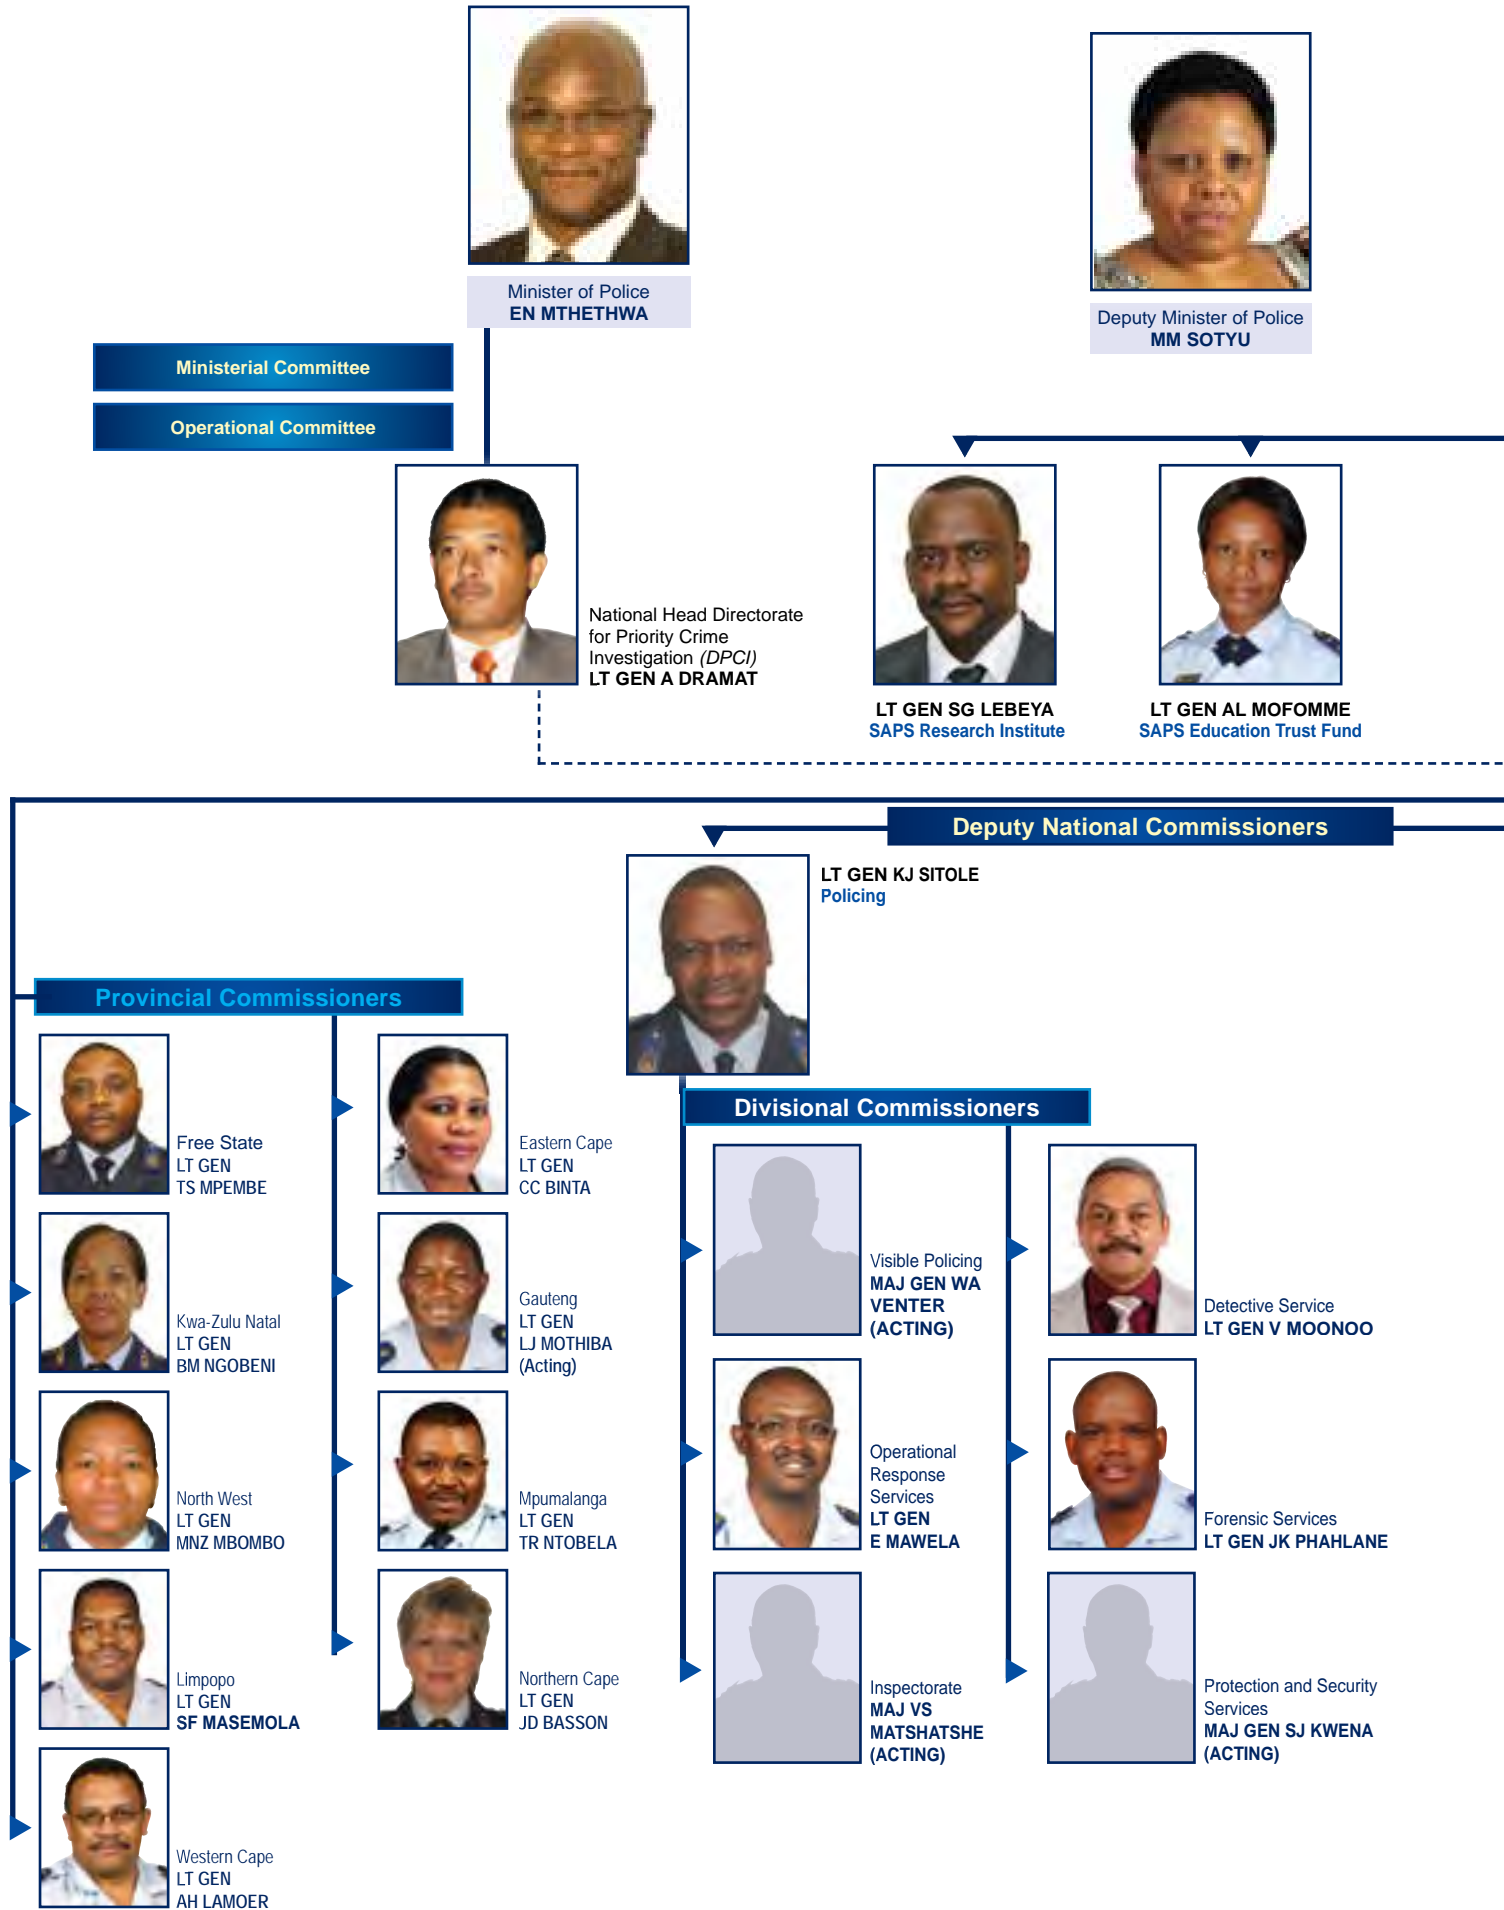 Minister of Police
EN MTHETHWA
Deputy Minister of Police
MM SOTYU
Ministerial Committee
Operational Committee
National Head Directorate
for Priority Crime
Investigation (DPCI)
LT GEN A DRAMAT
LT GEN SG LEBEYA
SAPS Research Institute
LT GEN AL MOFOMME
SAPS Education Trust Fund
Deputy National Commissioners
LT GEN KJ SITOLE
Policing
Provincial Commissioners
Free State
LT GEN
TS MPEMBE
Eastern Cape
LT GEN
CC BINTA
Kwa-Zulu Natal
LT GEN
BM NGOBENI
Gauteng
LT GEN
LJ MOTHIBA
(Acting)
North West
LT GEN
MNZ MBOMBO
Mpumalanga
LT GEN
TR NTOBELA
Limpopo
LT GEN
SF MASEMOLA
Northern Cape
LT GEN
JD BASSON
Western Cape
LT GEN
AH LAMOER
Divisional Commissioners
Visible Policing
MAJ GEN WA
VENTER
(ACTING)
Detective Service
LT GEN V MOONOO
Operational
Response
Services
LT GEN
E MAWELA
Forensic Services
LT GEN JK PHAHLANE
Inspectorate
MAJ VS
MATSHATSHE
(ACTING)
Protection and Security
Services
MAJ GEN SJ KWENA
(ACTING)